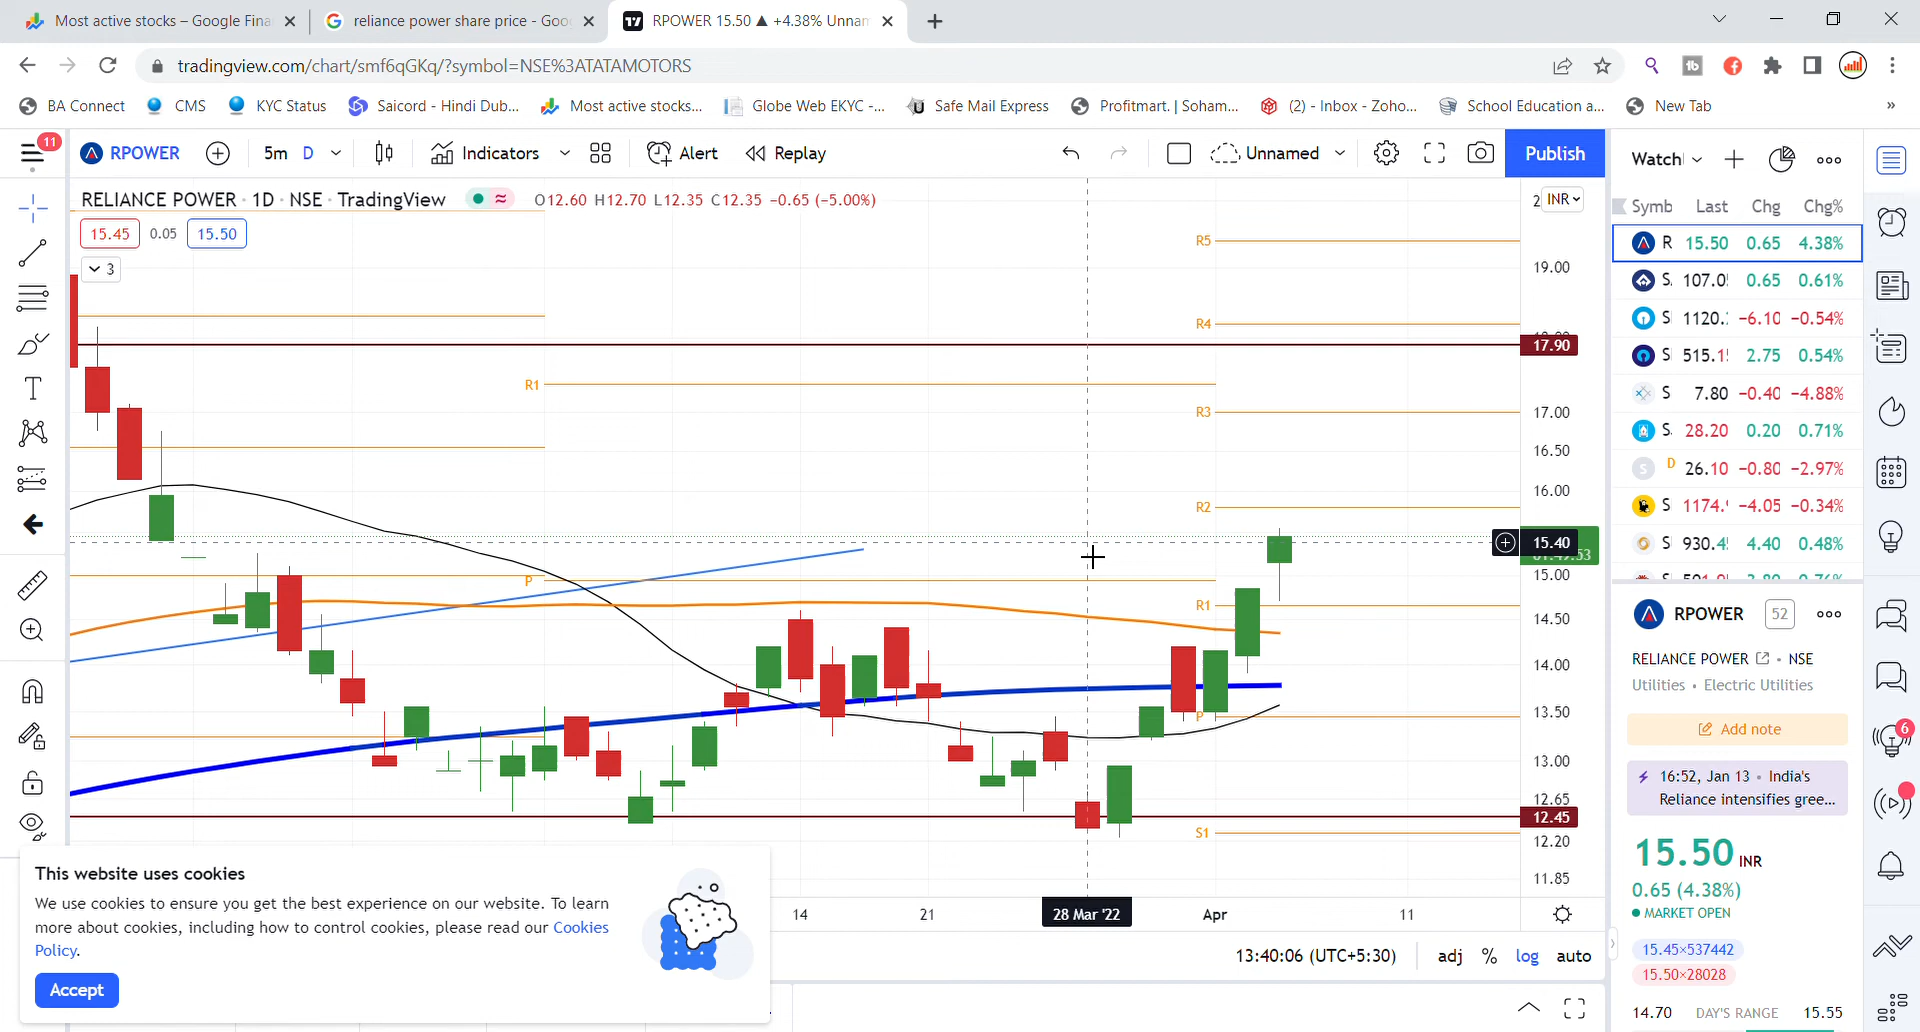 Most active stocks – Google Fina
reliance power share price - Goo
RPOWER 15.50 ▲ +4.38% Unnam
tradingview.com/chart/smf6qGKq/?symbol=NSE%3ATATAMOTORS
BA Connect
CMS
KYC Status
Saicord - Hindi Dub...
Most active stocks...
Globe Web EKYC -...
Safe Mail Express
Profitmart. | Soham...
(2) - Inbox - Zoho...
School Education a...
New Tab
»
11
RPOWER
5m D
Indicators
Alert
Replay
Unnamed
Publish
RELIANCE POWER · 1D · NSE · TradingView
O12.60 H12.70 L12.35 C12.35 −0.65 (−5.00%)
15.45 0.05 15.50
3
INR
R5
19.00
R4
17.90
R1
R3
17.00
16.50
16.00
R2
15.40
P
15.00
R1
14.50
14.00
P
13.50
13.00
12.65
12.45
S1
12.20
11.85
14
21
28 Mar '22
Apr
11
13:40:06 (UTC+5:30)
adj % log auto
This website uses cookies
We use cookies to ensure you get the best experience on our website. To learn
more about cookies, including how to control cookies, please read our Cookies
Policy.
Accept
Watch
Symb Last Chg Chg%
R 15.50 0.65 4.38%
S 107.0 0.65 0.61%
S 1120. −6.10 −0.54%
S 515.1 2.75 0.54%
S 7.80 −0.40 −4.88%
S 28.20 0.20 0.71%
S D 26.10 −0.80 −2.97%
S 1174. −4.05 −0.34%
S 930.4 4.40 0.48%
RPOWER 52
RELIANCE POWER • NSE
Utilities • Electric Utilities
Add note
16:52, Jan 13 • India's
Reliance intensifies gree...
15.50 INR
0.65 (4.38%)
MARKET OPEN
15.45×537442
15.50×28028
14.70 DAY'S RANGE 15.55
6